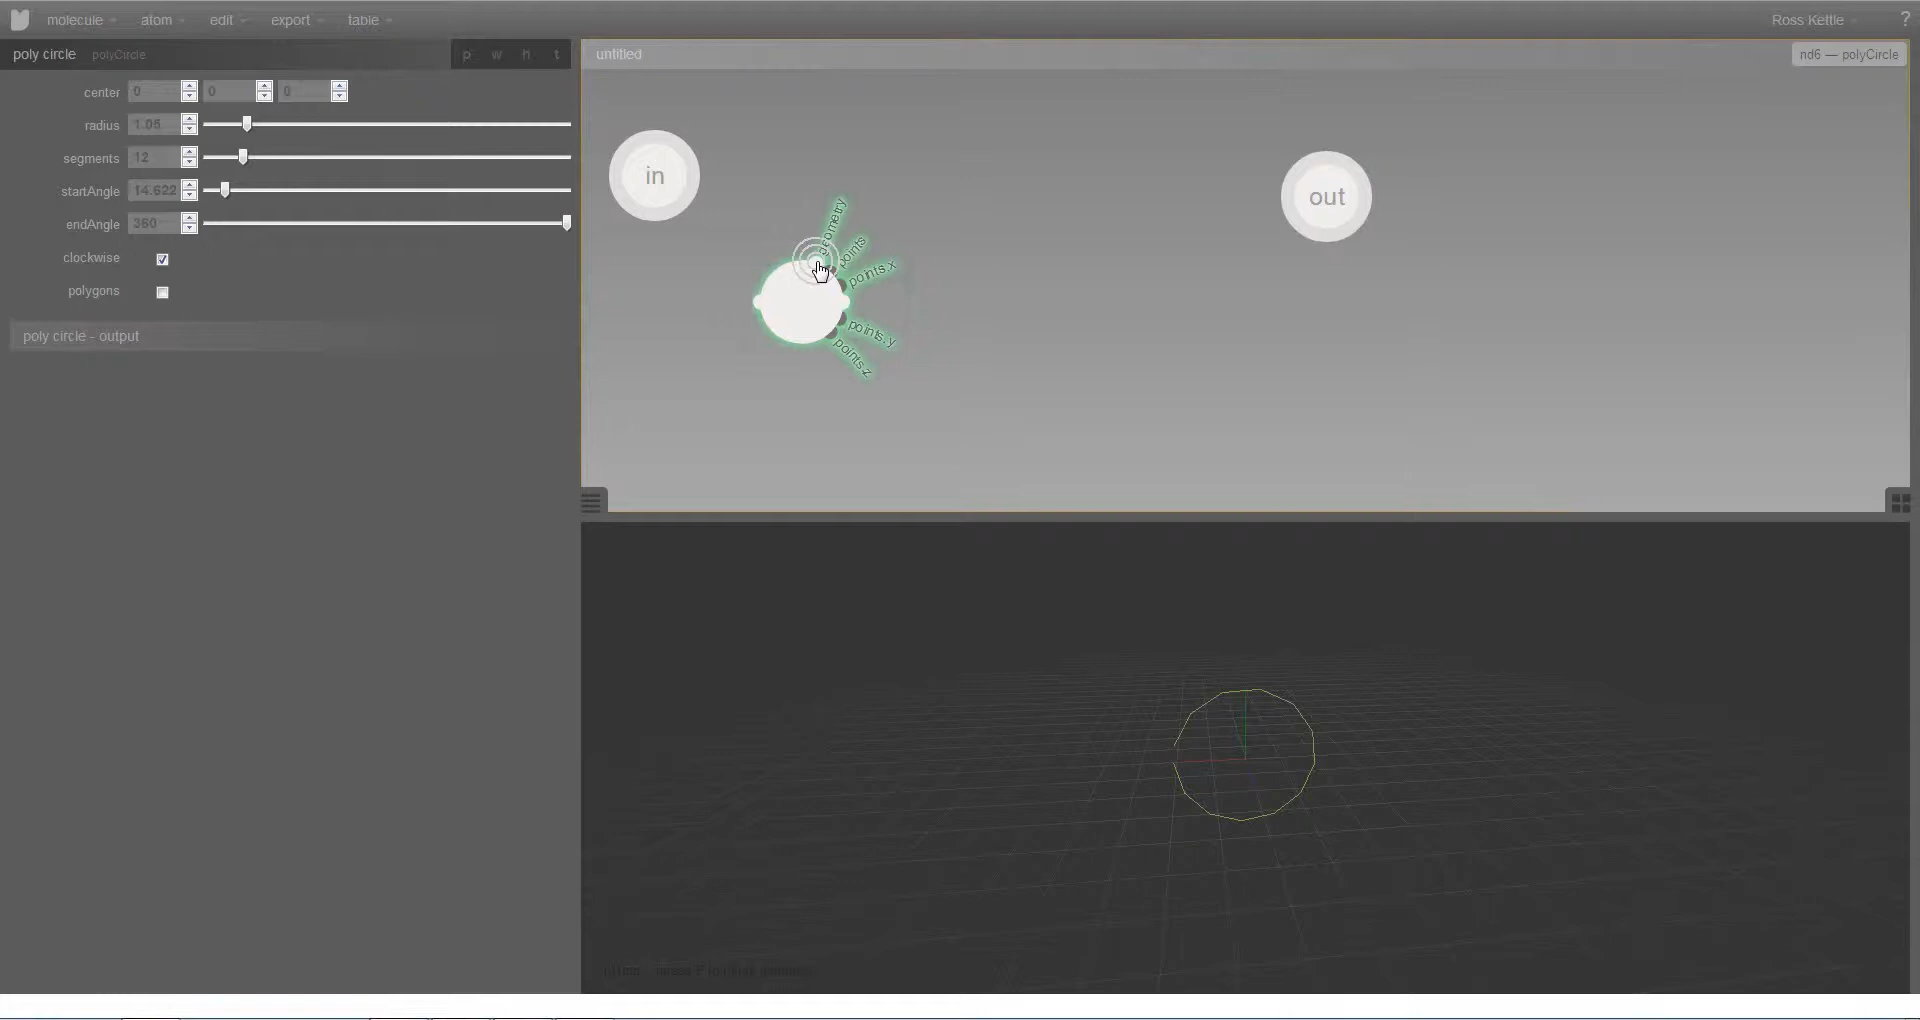 molecule atom edit export table Ross Kettle ?
poly circle polyCircle p w h t
untitled nd6 — polyCircle
center 0 0 0
radius 1.05
segments 12
startAngle 14.622
endAngle 360
clockwise
polygons
poly circle - output
in
out
geometry
points
points.x
points.y
points.z